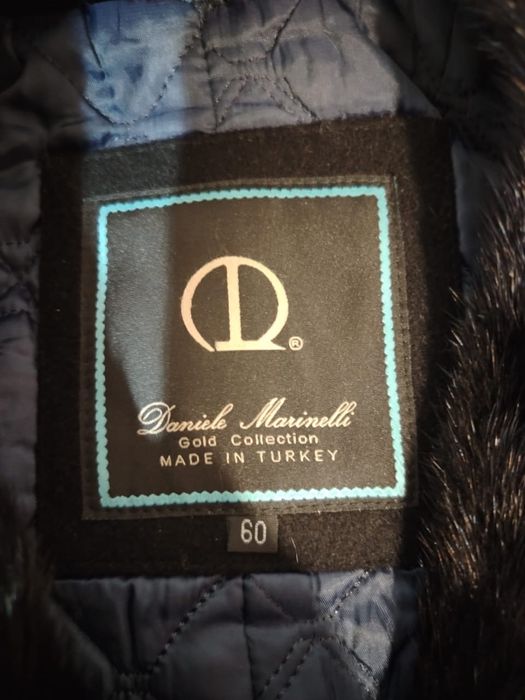 ®
Daniele Marinelli
Gold Collection
MADE IN TURKEY
60